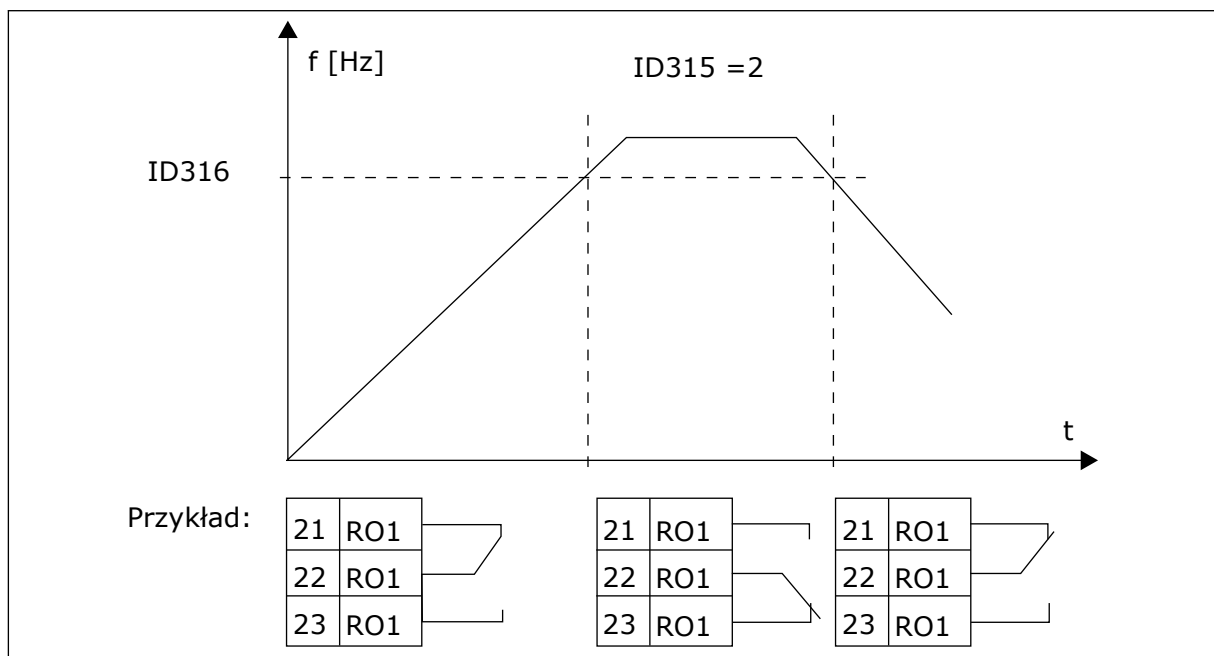 f [Hz]
ID315 =2
ID316
t
Przykład:
21 RO1 21 RO1 21 RO1
22 RO1 22 RO1 22 RO1
23 RO1 23 RO1 23 RO1